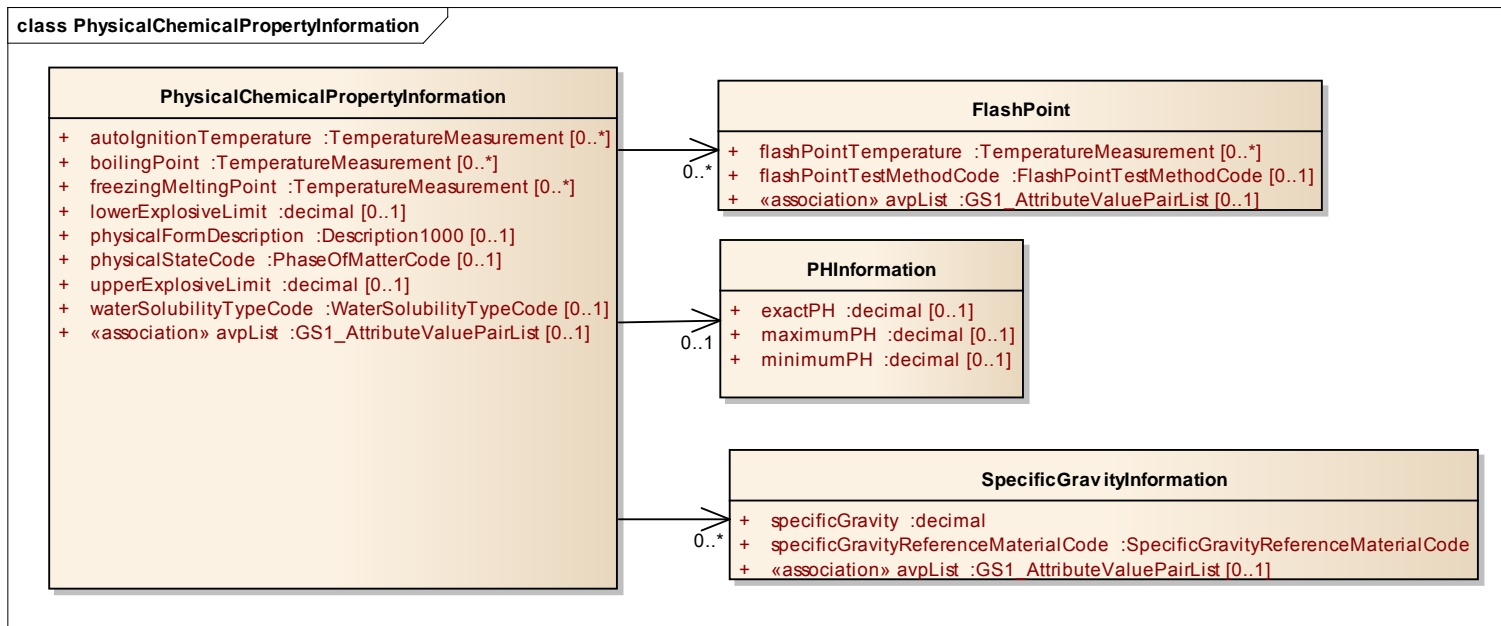 class PhysicalChemicalPropertyInformation
PhysicalChemicalPropertyInformation
+ autoIgnitionTemperature :TemperatureMeasurement [0..*]
+ boilingPoint :TemperatureMeasurement [0..*]
+ freezingMeltingPoint :TemperatureMeasurement [0..*]
+ lowerExplosiveLimit :decimal [0..1]
+ physicalFormDescription :Description1000 [0..1]
+ physicalStateCode :PhaseOfMatterCode [0..1]
+ upperExplosiveLimit :decimal [0..1]
+ waterSolubilityTypeCode :WaterSolubilityTypeCode [0..1]
+ «association» avpList :GS1_AttributeValuePairList [0..1]
0..*
FlashPoint
+ flashPointTemperature :TemperatureMeasurement [0..*]
+ flashPointTestMethodCode :FlashPointTestMethodCode [0..1]
+ «association» avpList :GS1_AttributeValuePairList [0..1]
0..1
PHInformation
+ exactPH :decimal [0..1]
+ maximumPH :decimal [0..1]
+ minimumPH :decimal [0..1]
0..*
SpecificGravityInformation
+ specificGravity :decimal
+ specificGravityReferenceMaterialCode :SpecificGravityReferenceMaterialCode
+ «association» avpList :GS1_AttributeValuePairList [0..1]